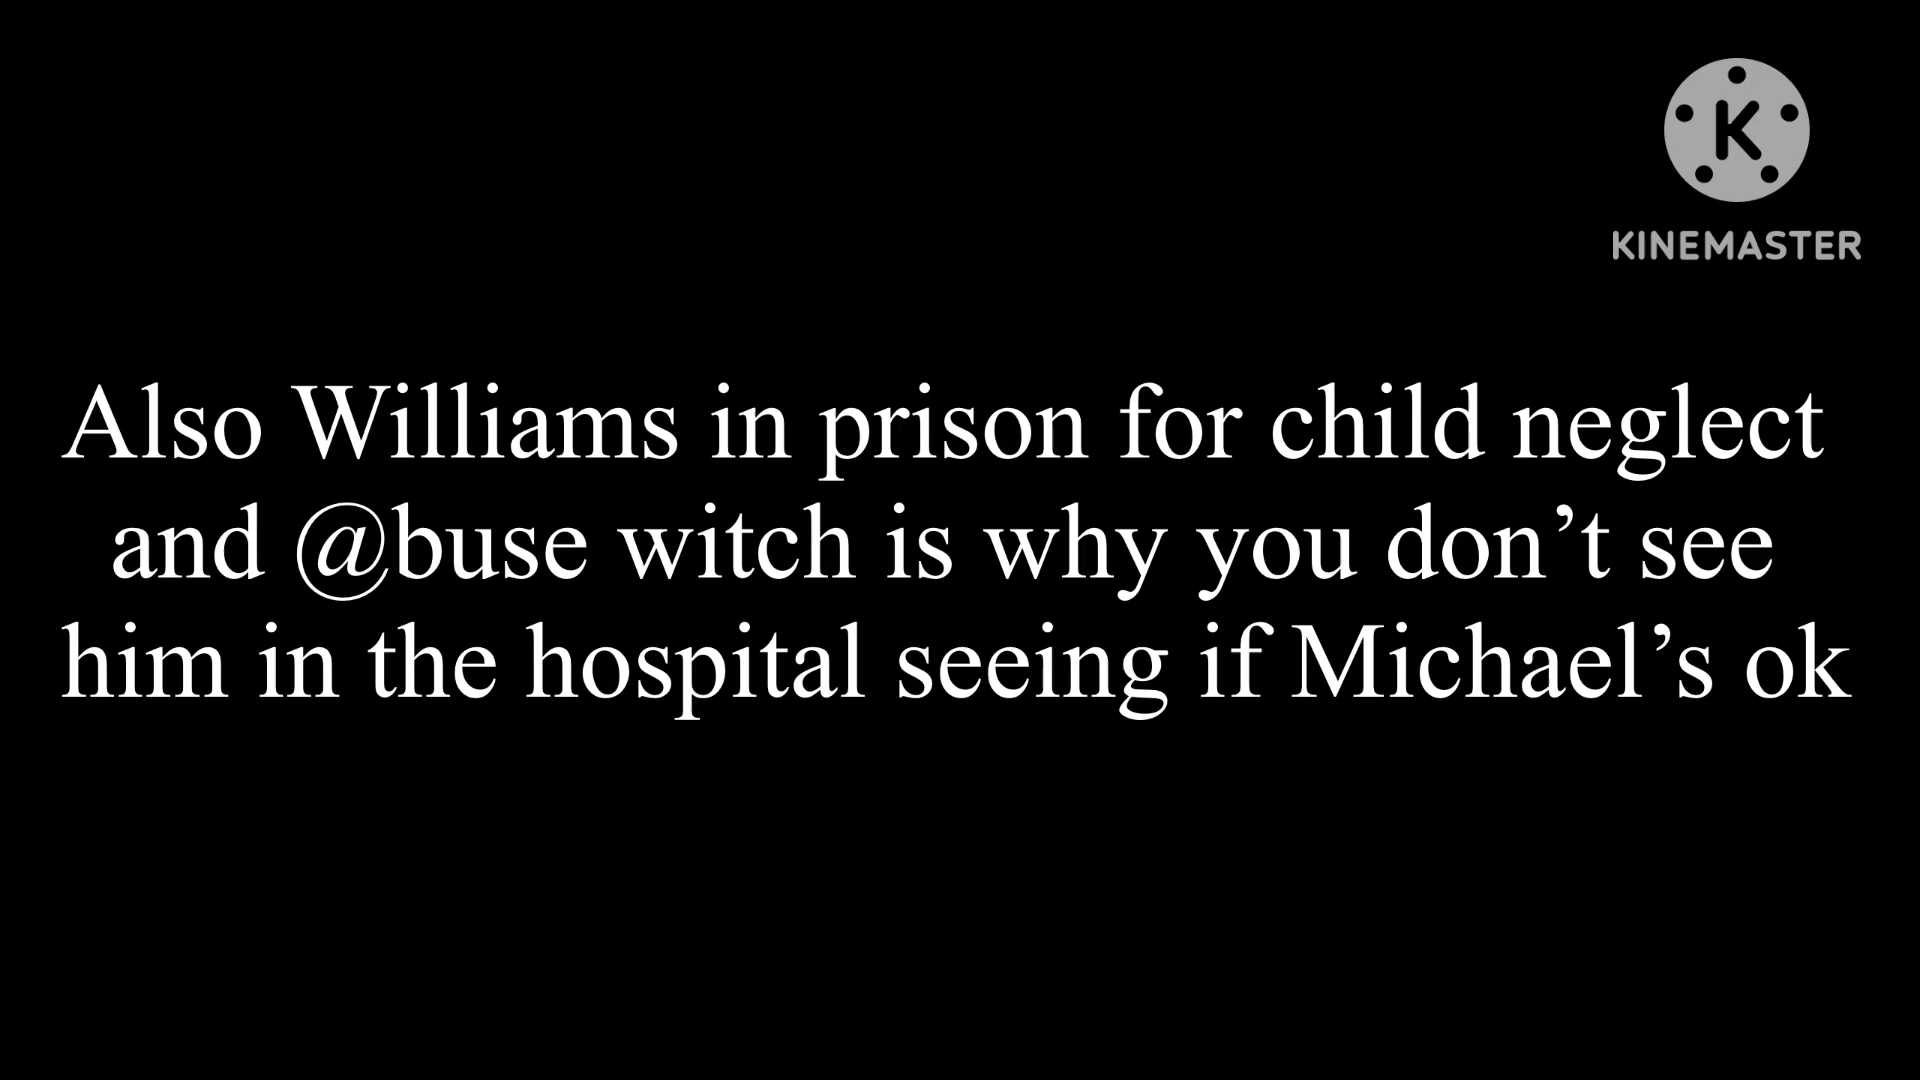 K
KINEMASTER
Also Williams in prison for child neglect
and @buse witch is why you don’t see
him in the hospital seeing if Michael’s ok